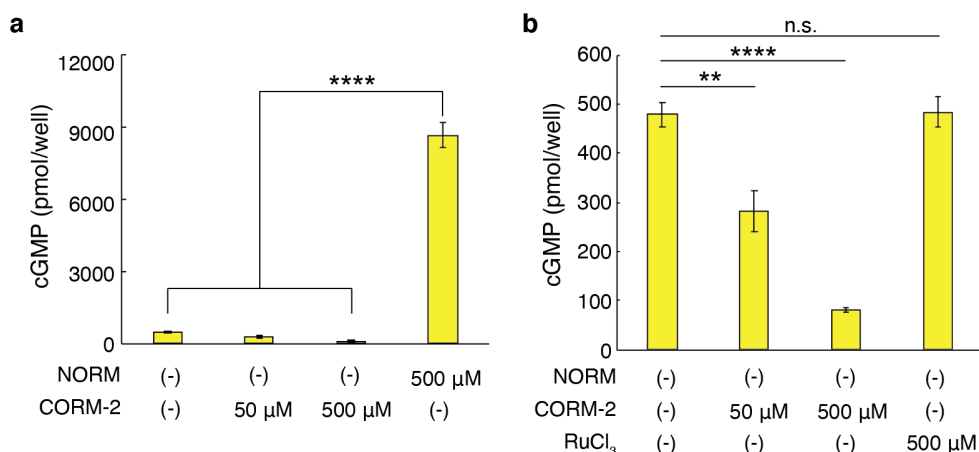 a
****
12000
9000
6000
3000
0
cGMP (pmol/well)
NORM (-) (-) (-) 500 µM
CORM-2 (-) 50 µM 500 µM (-)
b
n.s.
****
**
600
500
400
300
200
100
0
cGMP (pmol/well)
NORM (-) (-) (-) (-)
CORM-2 (-) 50 µM 500 µM (-)
RuCl₃ (-) (-) (-) 500 µM